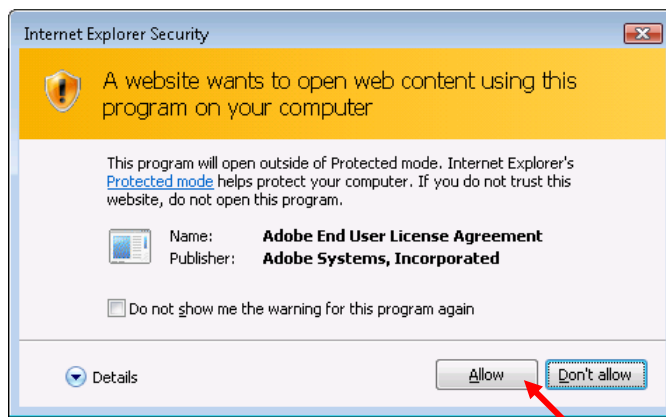 Internet Explorer Security
A website wants to open web content using this
program on your computer
This program will open outside of Protected mode. Internet Explorer's
Protected mode helps protect your computer. If you do not trust this
website, do not open this program.
Name: Adobe End User License Agreement
Publisher: Adobe Systems, Incorporated
Do not show me the warning for this program again
Details Allow Don't allow